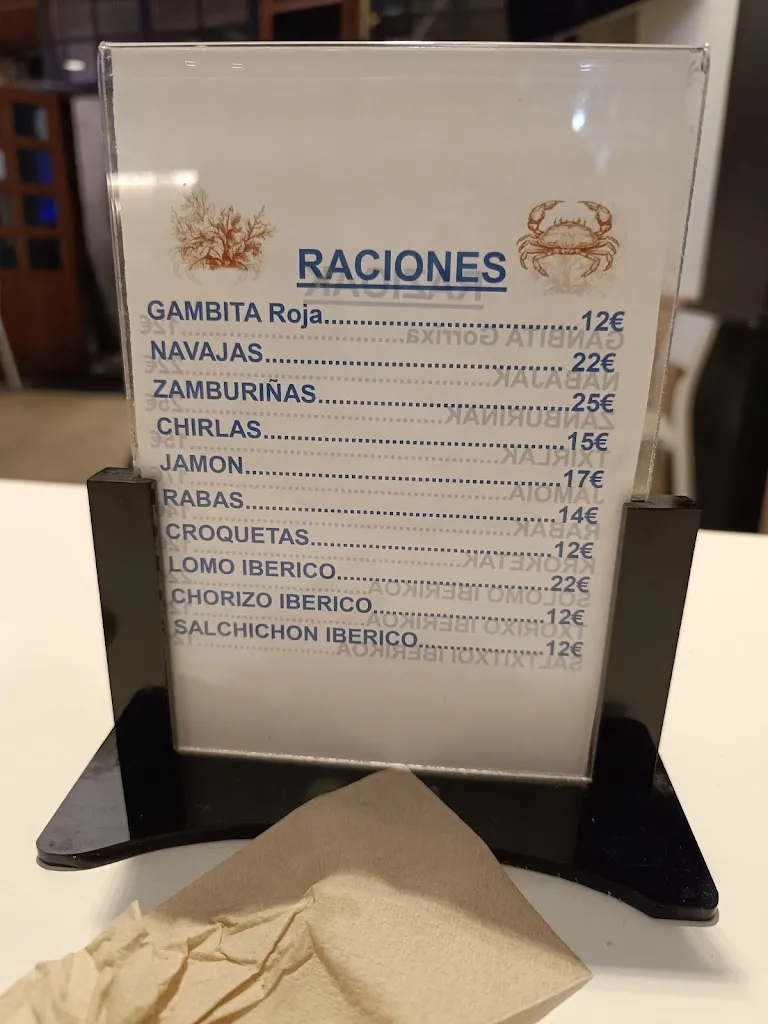 RACIONES
GAMBITA Roja..............................12€
NAVAJAS.....................................22€
ZAMBURIÑAS...............................25€
CHIRLAS.....................................15€
JAMON........................................17€
RABAS........................................14€
CROQUETAS................................12€
LOMO IBERICO............................22€
CHORIZO IBERICO.......................12€
SALCHICHON IBERICO.................12€